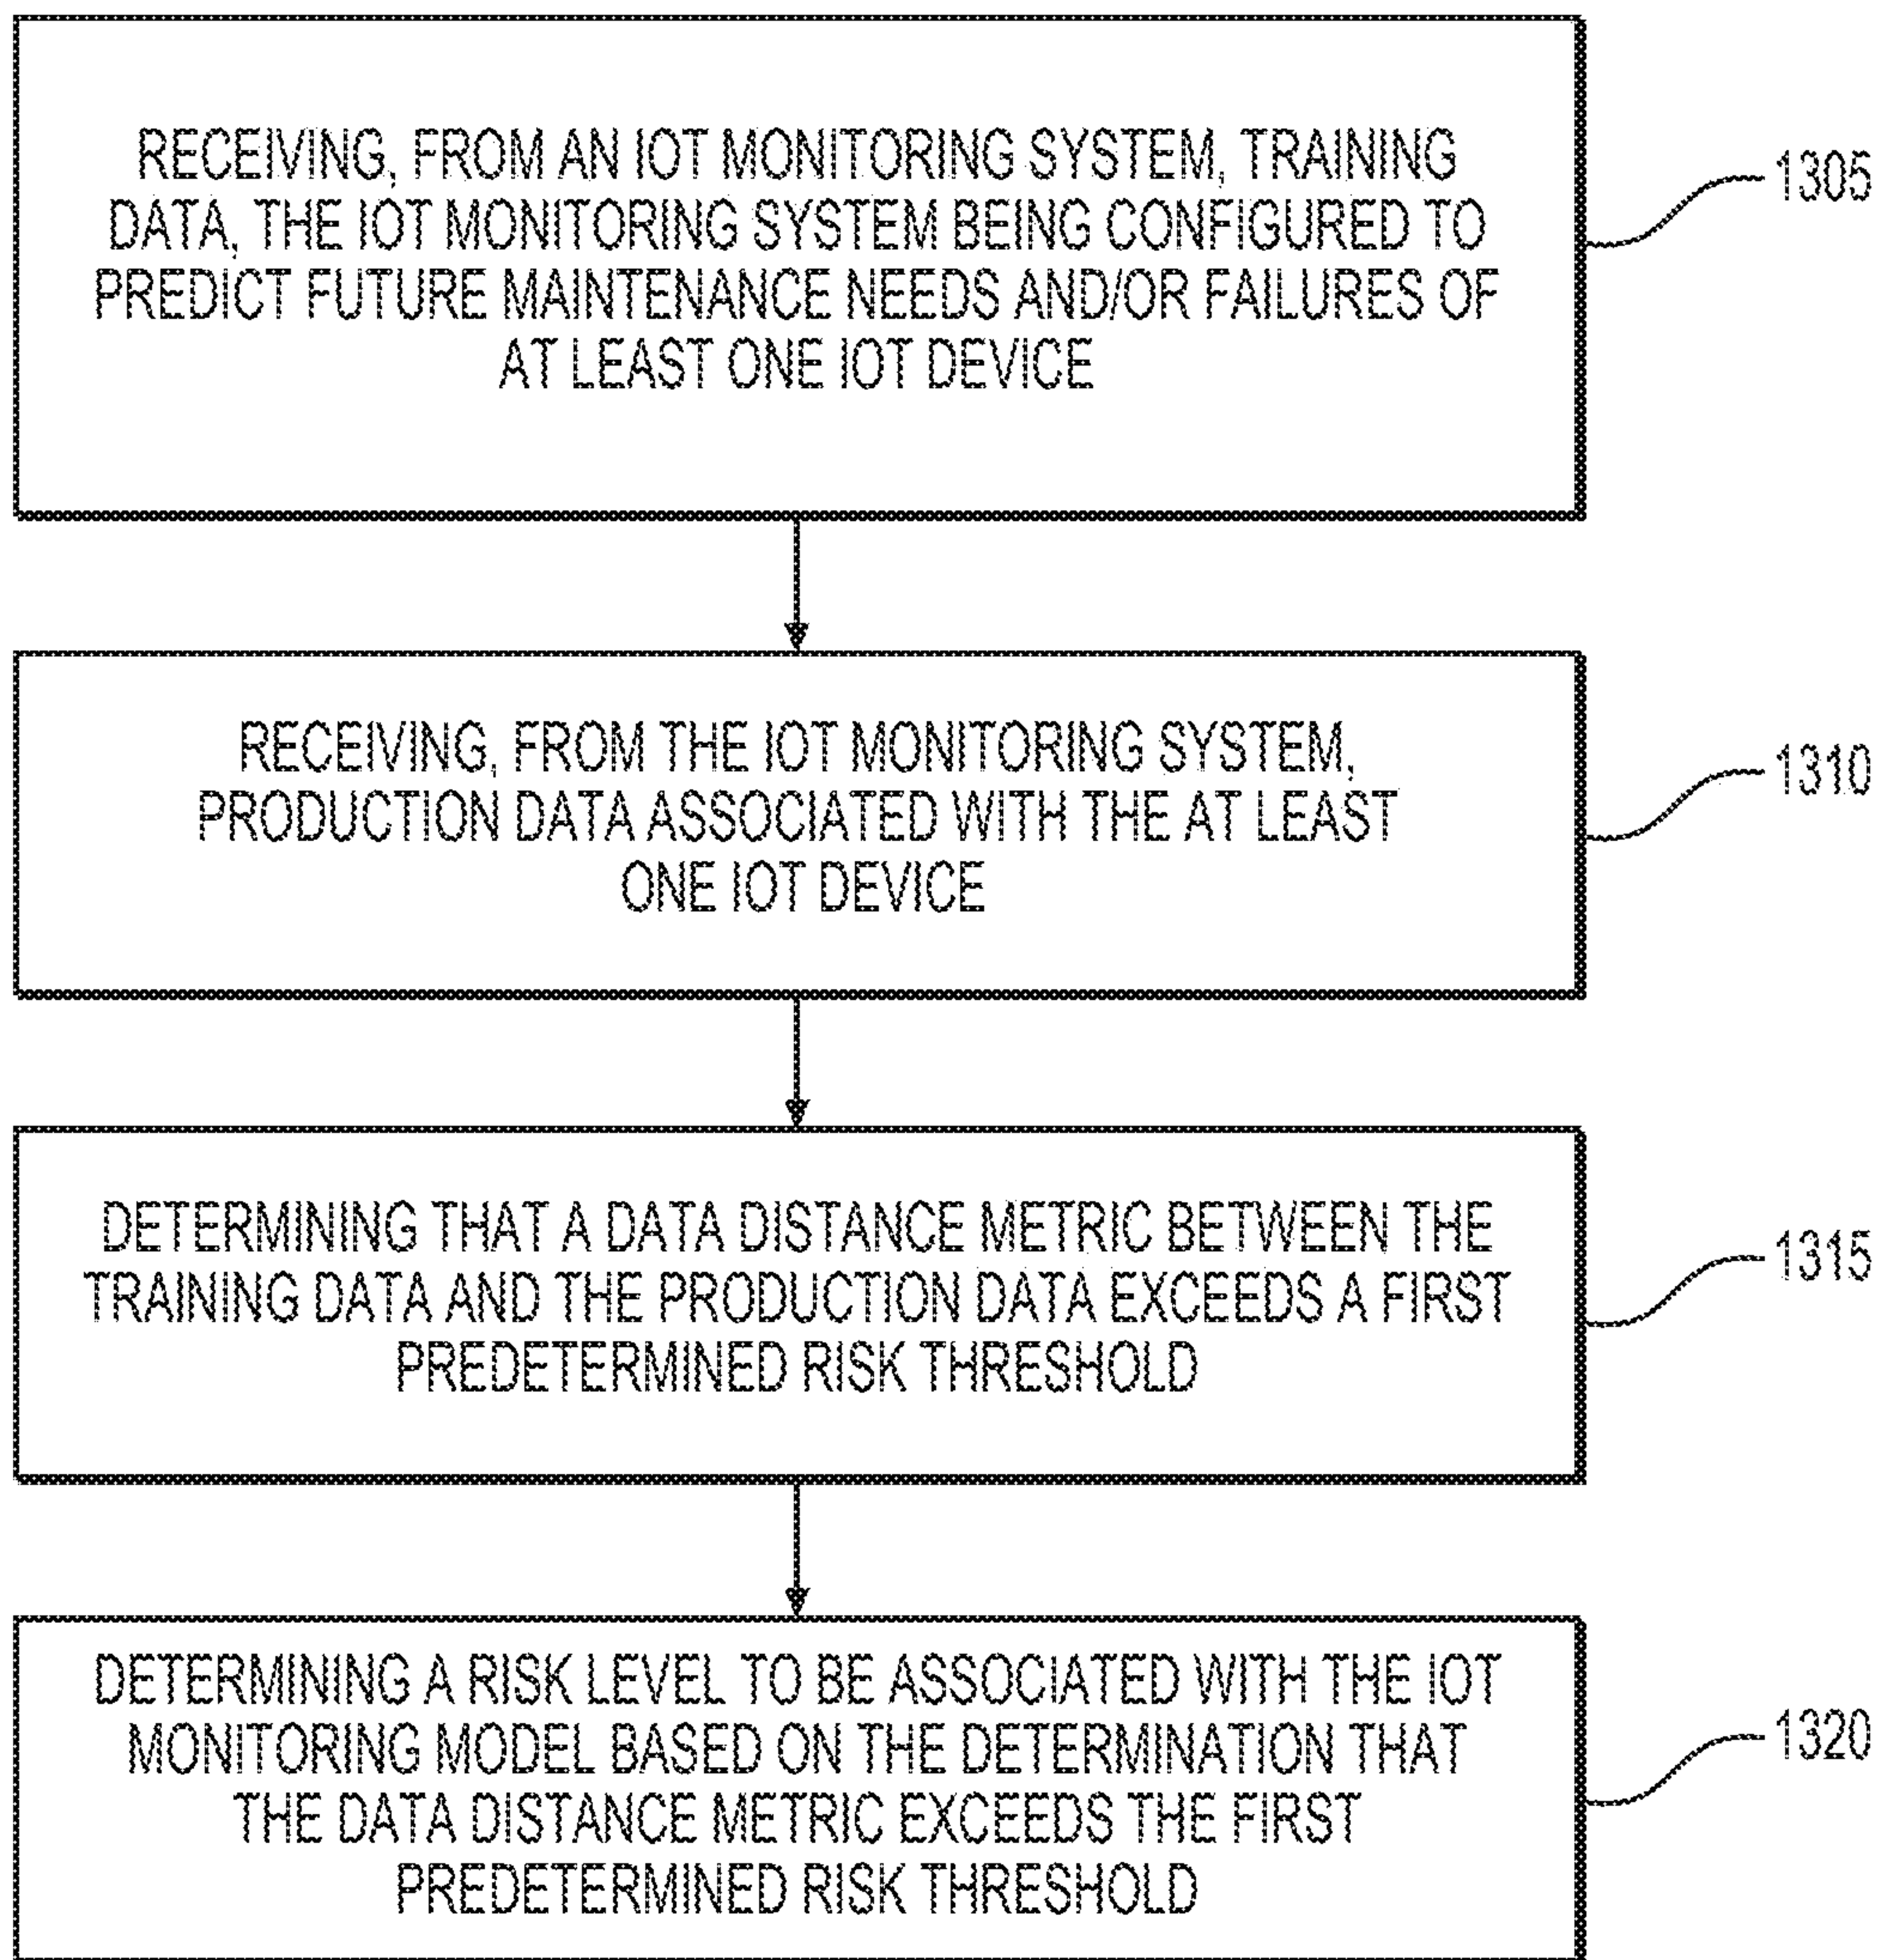 RECEIVING, FROM AN IOT MONITORING SYSTEM, TRAINING
DATA, THE IOT MONITORING SYSTEM BEING CONFIGURED TO
PREDICT FUTURE MAINTENANCE NEEDS AND/OR FAILURES OF
AT LEAST ONE IOT DEVICE
1305
RECEIVING, FROM THE IOT MONITORING SYSTEM,
PRODUCTION DATA ASSOCIATED WITH THE AT LEAST
ONE IOT DEVICE
1310
DETERMINING THAT A DATA DISTANCE METRIC BETWEEN THE
TRAINING DATA AND THE PRODUCTION DATA EXCEEDS A FIRST
PREDETERMINED RISK THRESHOLD
1315
DETERMINING A RISK LEVEL TO BE ASSOCIATED WITH THE IOT
MONITORING MODEL BASED ON THE DETERMINATION THAT
THE DATA DISTANCE METRIC EXCEEDS THE FIRST
PREDETERMINED RISK THRESHOLD
1320